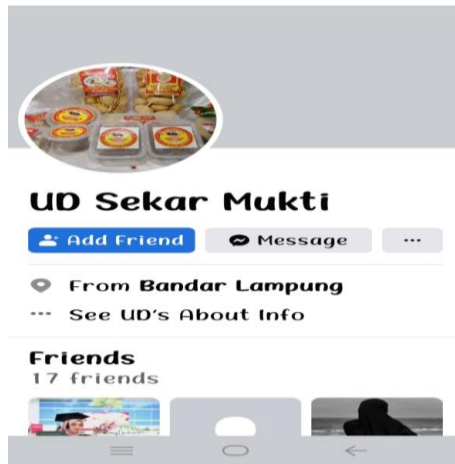 UD Sekar Mukti
Add Friend
Message
...
From Bandar Lampung
See UD's About Info
Friends
17 friends